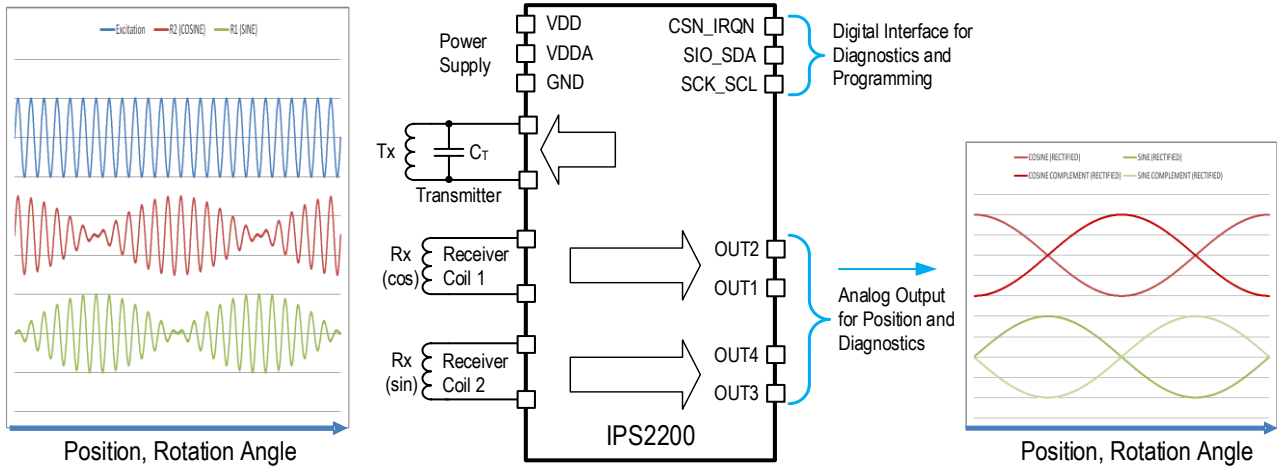 Excitation R2 (COSINE) R1 (SINE)
Position, Rotation Angle
Power
Supply
VDD
VDDA
GND
Tx
CT
Transmitter
Rx
(cos)
Receiver
Coil 1
Rx
(sin)
Receiver
Coil 2
CSN_IRQN
SIO_SDA
SCK_SCL
OUT2
OUT1
OUT4
OUT3
IPS2200
Digital Interface for
Diagnostics and
Programming
Analog Output
for Position and
Diagnostics
COSINE (RECTIFIED) SINE (RECTIFIED)
COSINE COMPLEMENT (RECTIFIED) SINE COMPLEMENT (RECTIFIED)
Position, Rotation Angle